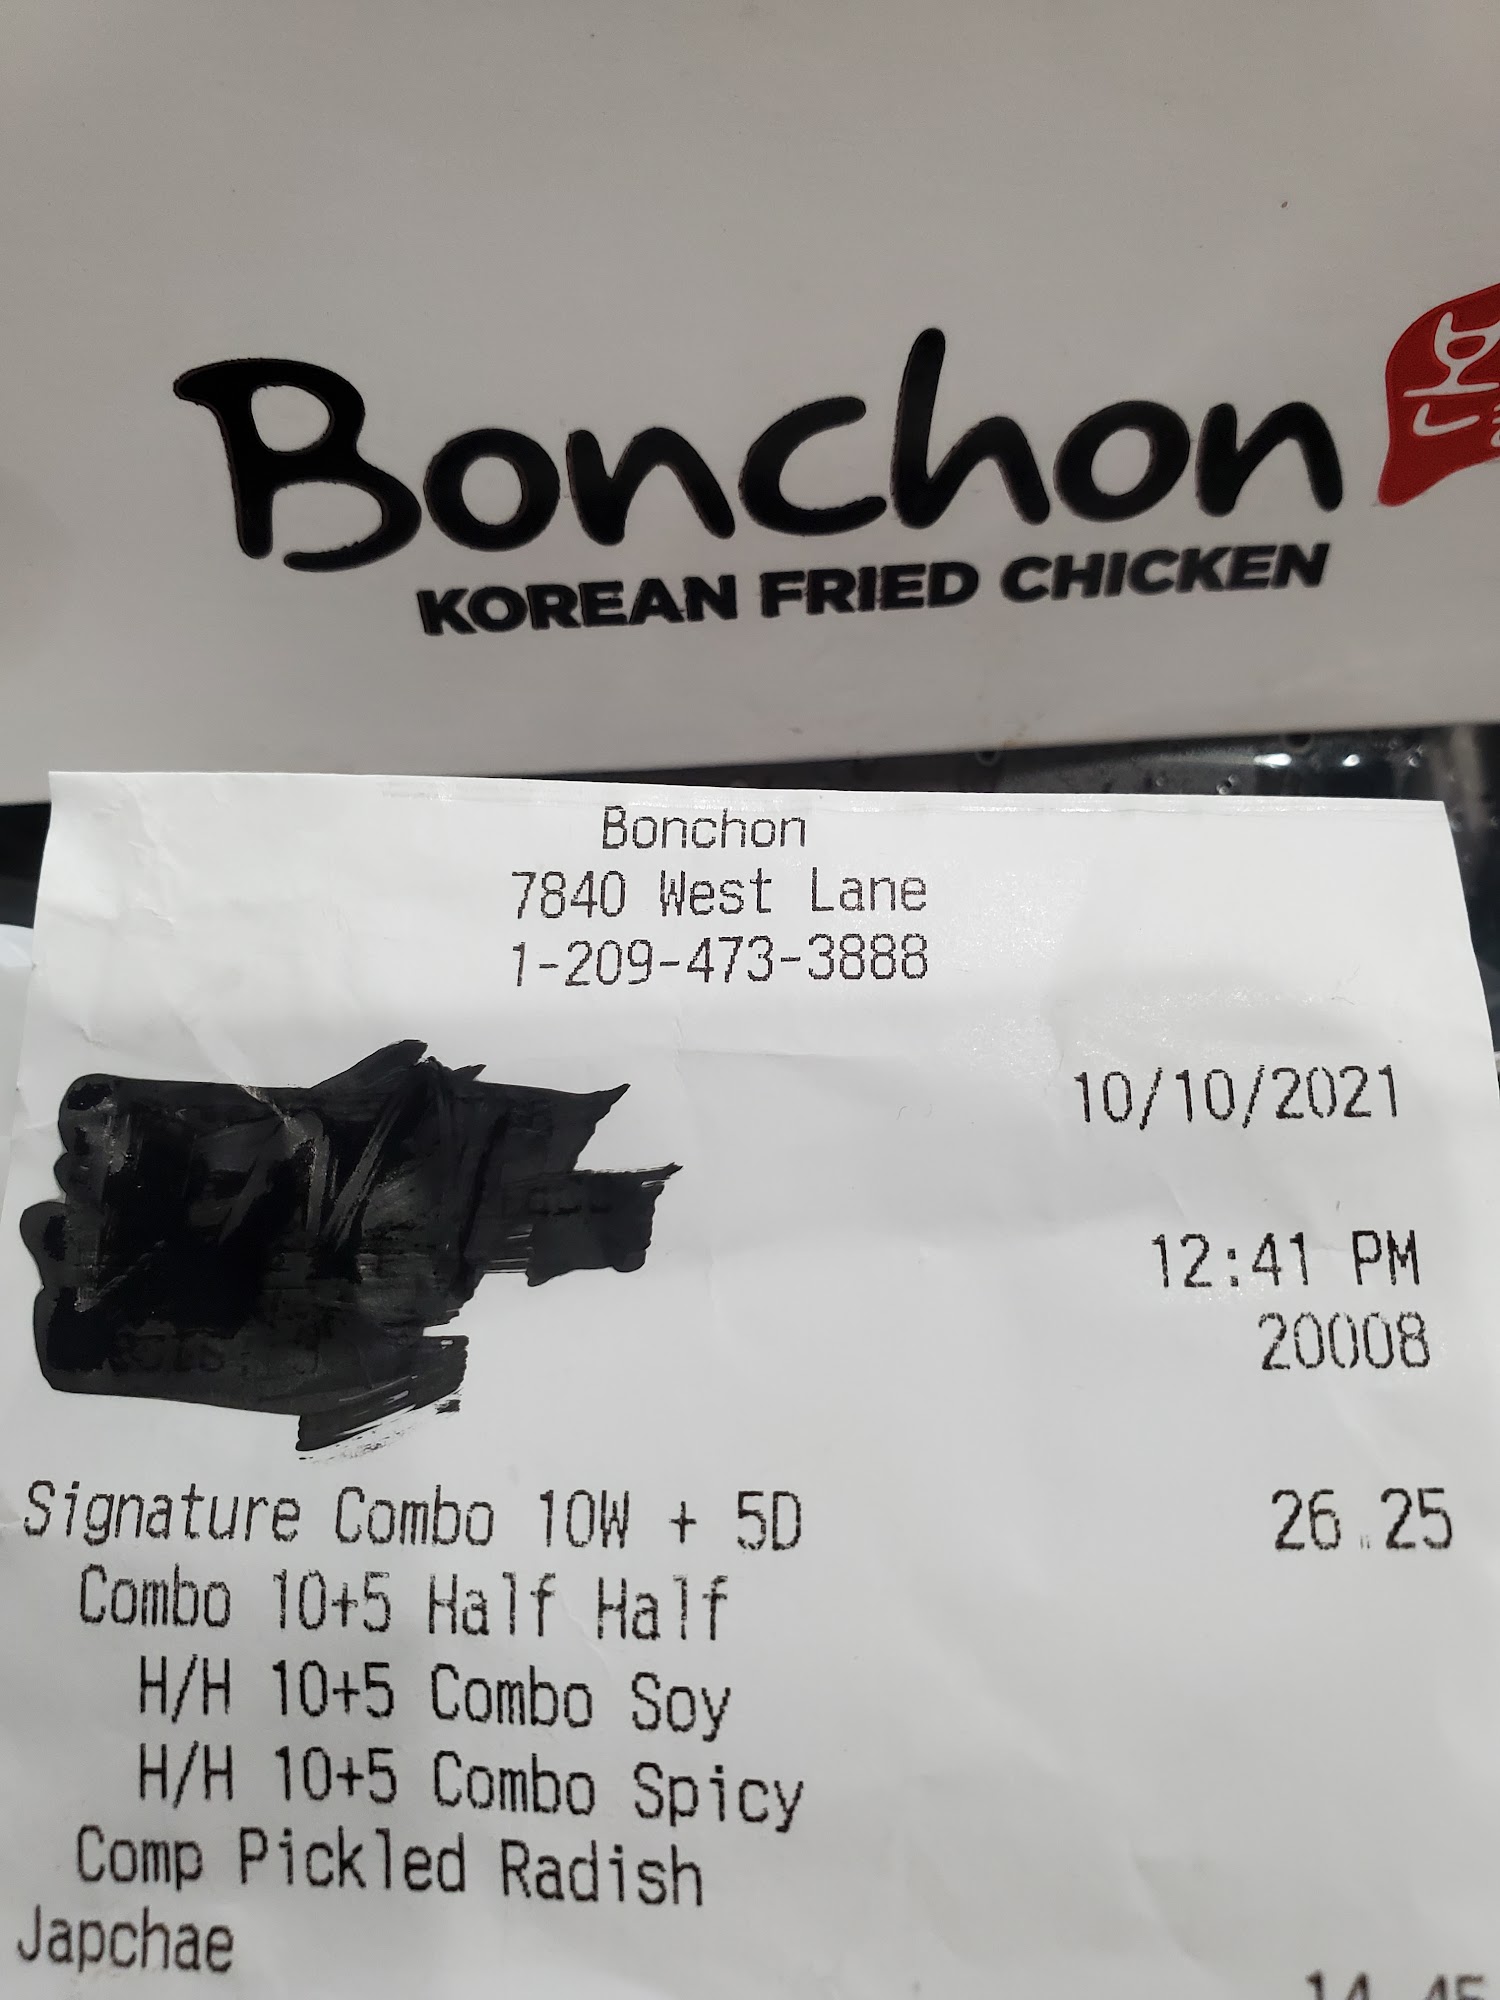 Bonchon
KOREAN FRIED CHICKEN
Bonchon
7840 West Lane
1-209-473-3888
10/10/2021
12:41 PM
20008
Signature Combo 10W + 5D 26.25
Combo 10+5 Half Half
H/H 10+5 Combo Soy
H/H 10+5 Combo Spicy
Comp Pickled Radish
Japchae
14.45